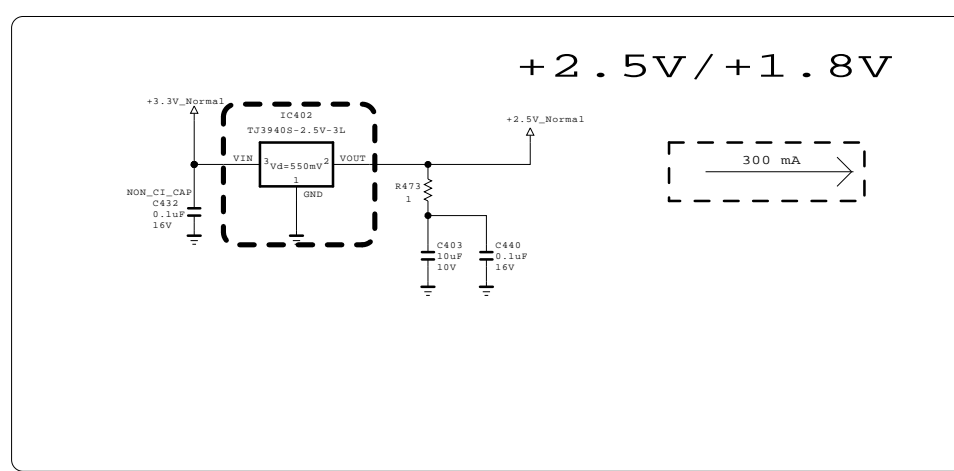 +2.5V/+1.8V
+3.3V_Normal
IC402
TJ3940S-2.5V-3L
+2.5V_Normal
VIN
3
Vd=550mV
2
VOUT
1
GND
300 mA
NON_CI_CAP
C432
0.1uF
16V
R473
1
C403
10uF
10V
C440
0.1uF
16V